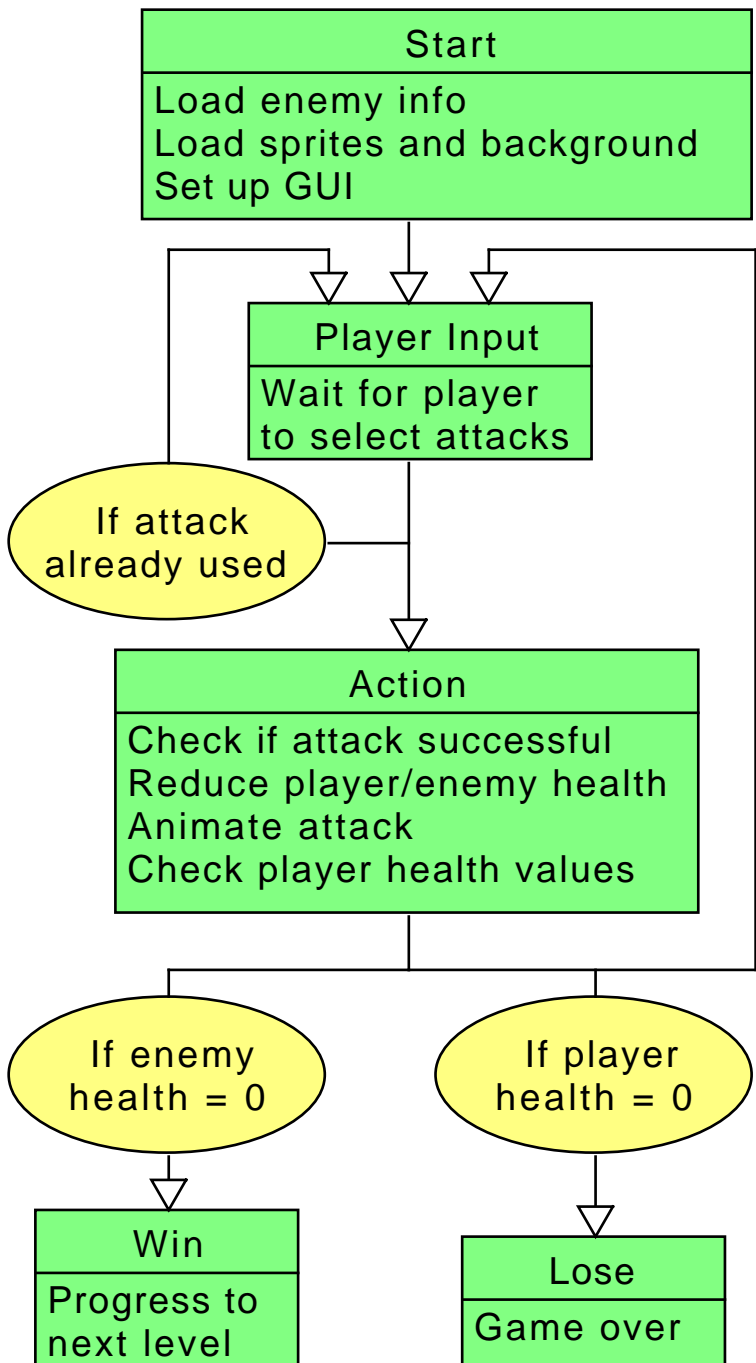 Start
Load enemy info
Load sprites and background
Set up GUI
Player Input
Wait for player
to select attacks
If attack
already used
Action
Check if attack successful
Reduce player/enemy health
Animate attack
Check player health values
If enemy
health = 0
If player
health = 0
Win
Progress to
next level
Lose
Game over